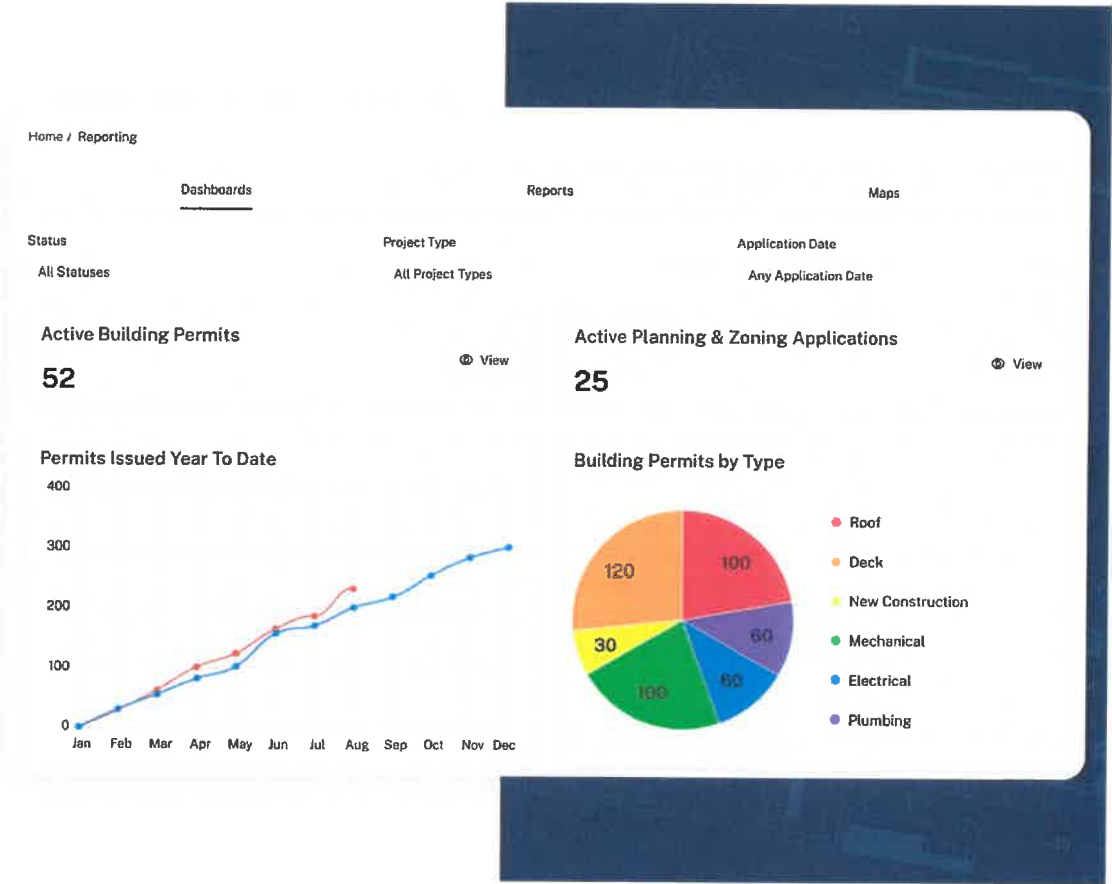 Home / Reporting
Dashboards Reports Maps
Status Project Type Application Date
All Statuses All Project Types Any Application Date
Active Building Permits
52
View
Active Planning & Zoning Applications
25
View
Permits Issued Year To Date
400
300
200
100
0
Jan Feb Mar Apr May Jun Jul Aug Sep Oct Nov Dec
Building Permits by Type
120
100
30
60
100
60
Roof
Deck
New Construction
Mechanical
Electrical
Plumbing